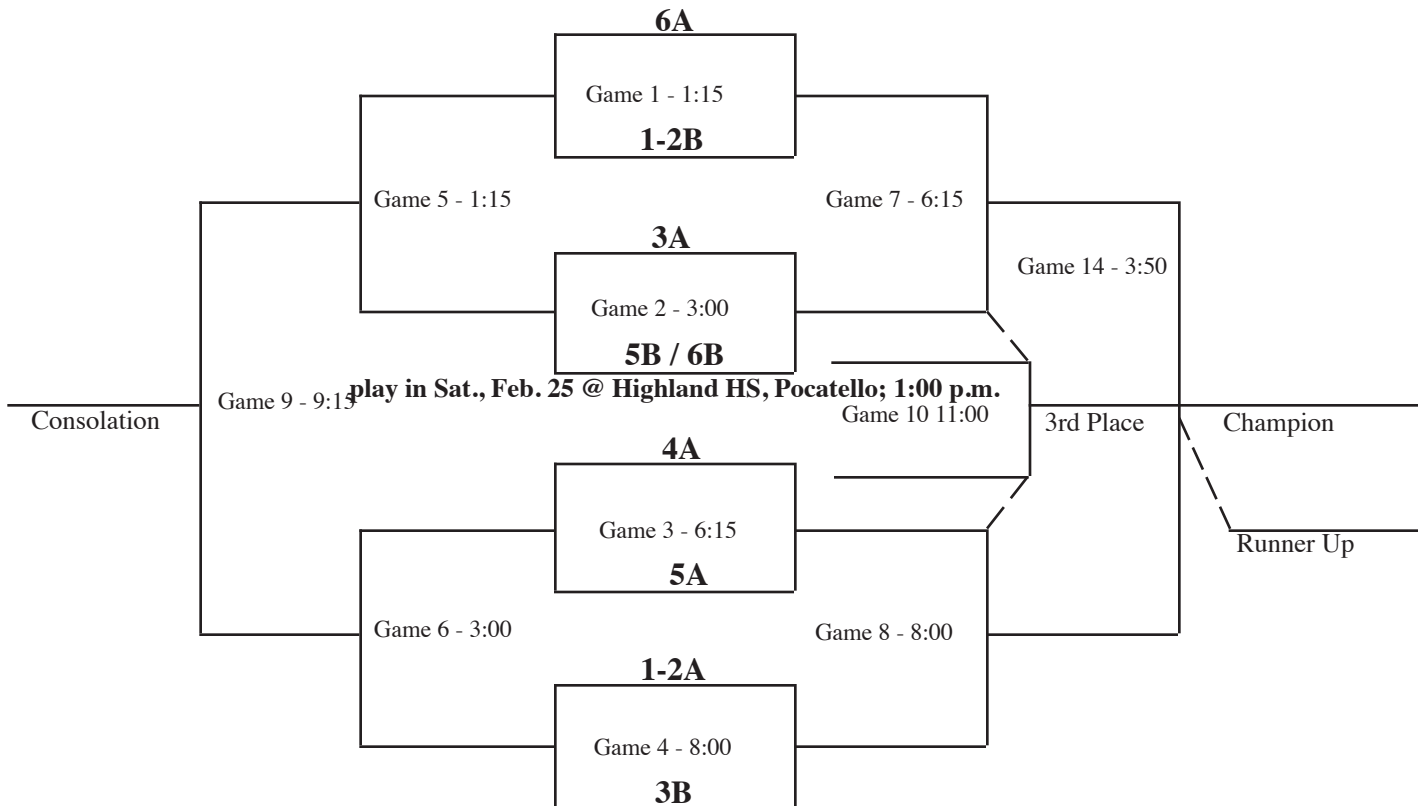 6A
Game 1 - 1:15
1-2B
Game 5 - 1:15
Game 7 - 6:15
3A
Game 14 - 3:50
Game 2 - 3:00
5B / 6B
play in Sat., Feb. 25 @ Highland HS, Pocatello; 1:00 p.m.
Game 9 - 9:15
Game 10 11:00
Consolation
3rd Place
Champion
4A
Game 3 - 6:15
Runner Up
5A
Game 6 - 3:00
Game 8 - 8:00
1-2A
Game 4 - 8:00
3B